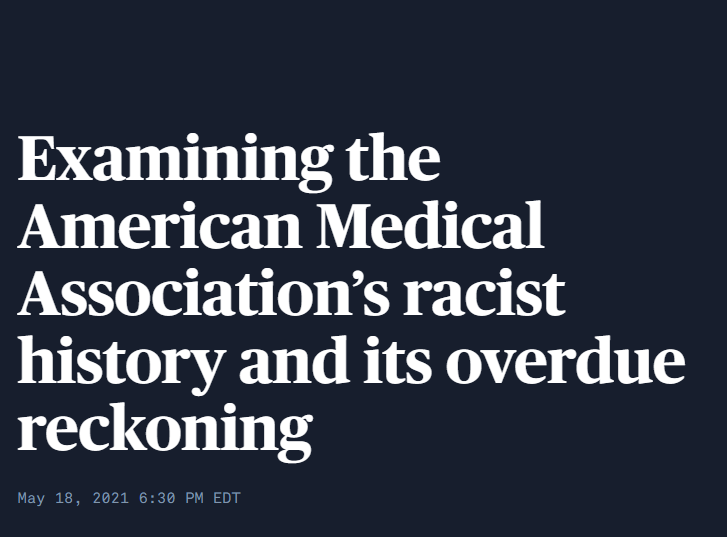 Examining the
American Medical
Association’s racist
history and its overdue
reckoning
May 18, 2021 6:30 PM EDT